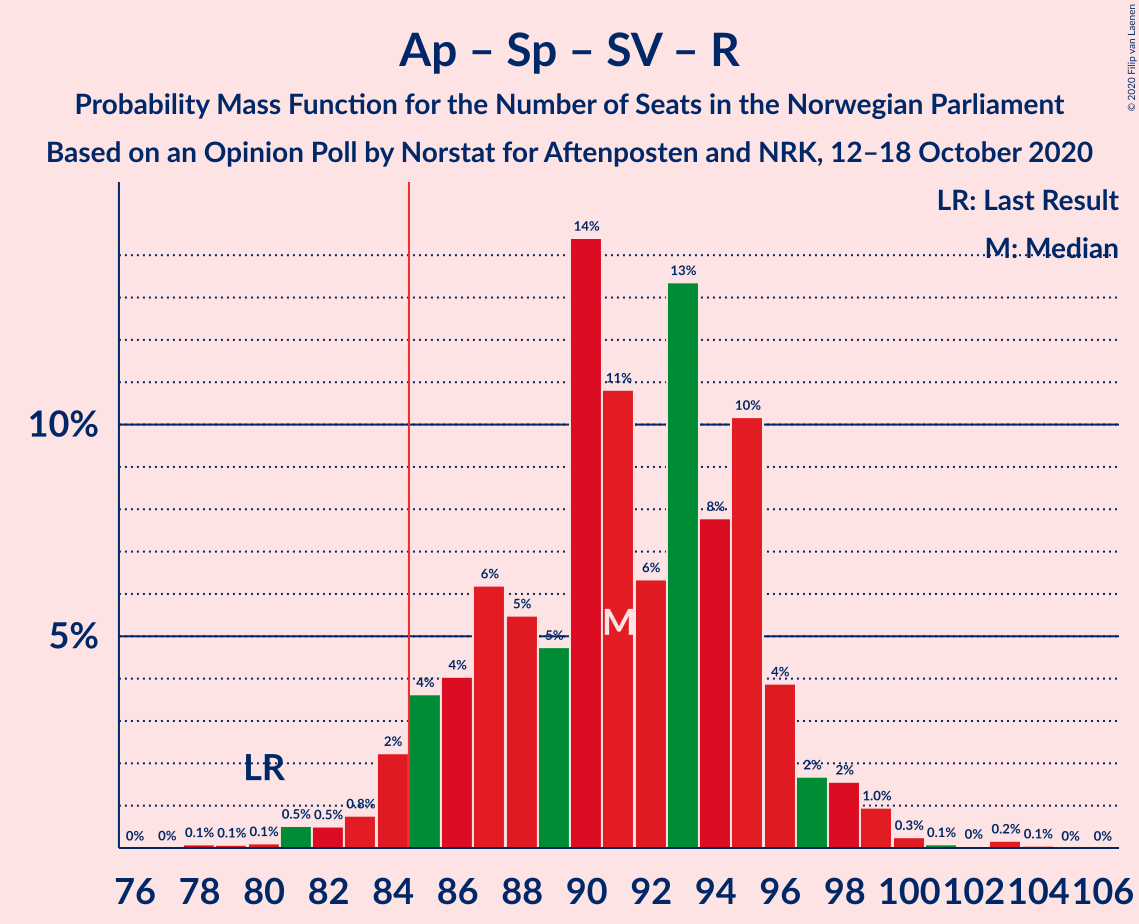 Ap – Sp – SV – R
Probability Mass Function for the Number of Seats in the Norwegian Parliament
Based on an Opinion Poll by Norstat for Aftenposten and NRK, 12–18 October 2020
© 2020 Filip van Laenen
LR: Last Result
M: Median
10%
5%
LR
M
0% 0% 0.1% 0.1% 0.1% 0.5% 0.5% 0.8% 2% 4% 4% 6% 5% 5% 14% 11% 6% 13% 8% 10% 4% 2% 2% 1.0% 0.3% 0.1% 0% 0.2% 0.1% 0% 0%
76 78 80 82 84 86 88 90 92 94 96 98 100 102 104 106